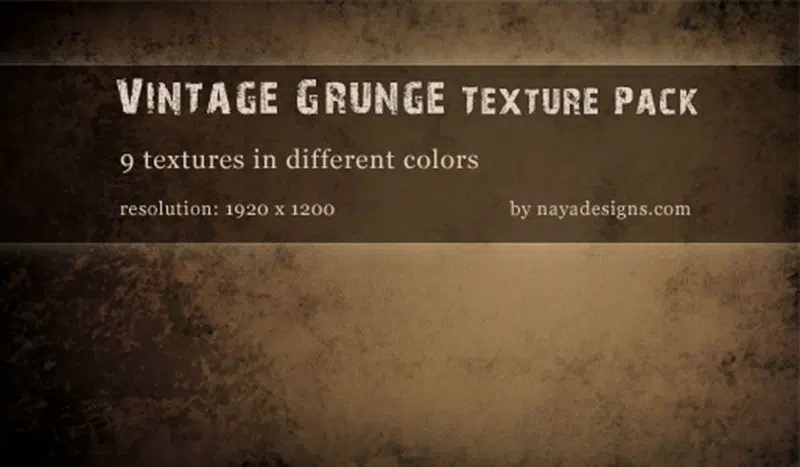 Vintage Grunge Texture Pack
9 textures in different colors
resolution: 1920 x 1200
by nayadesigns.com